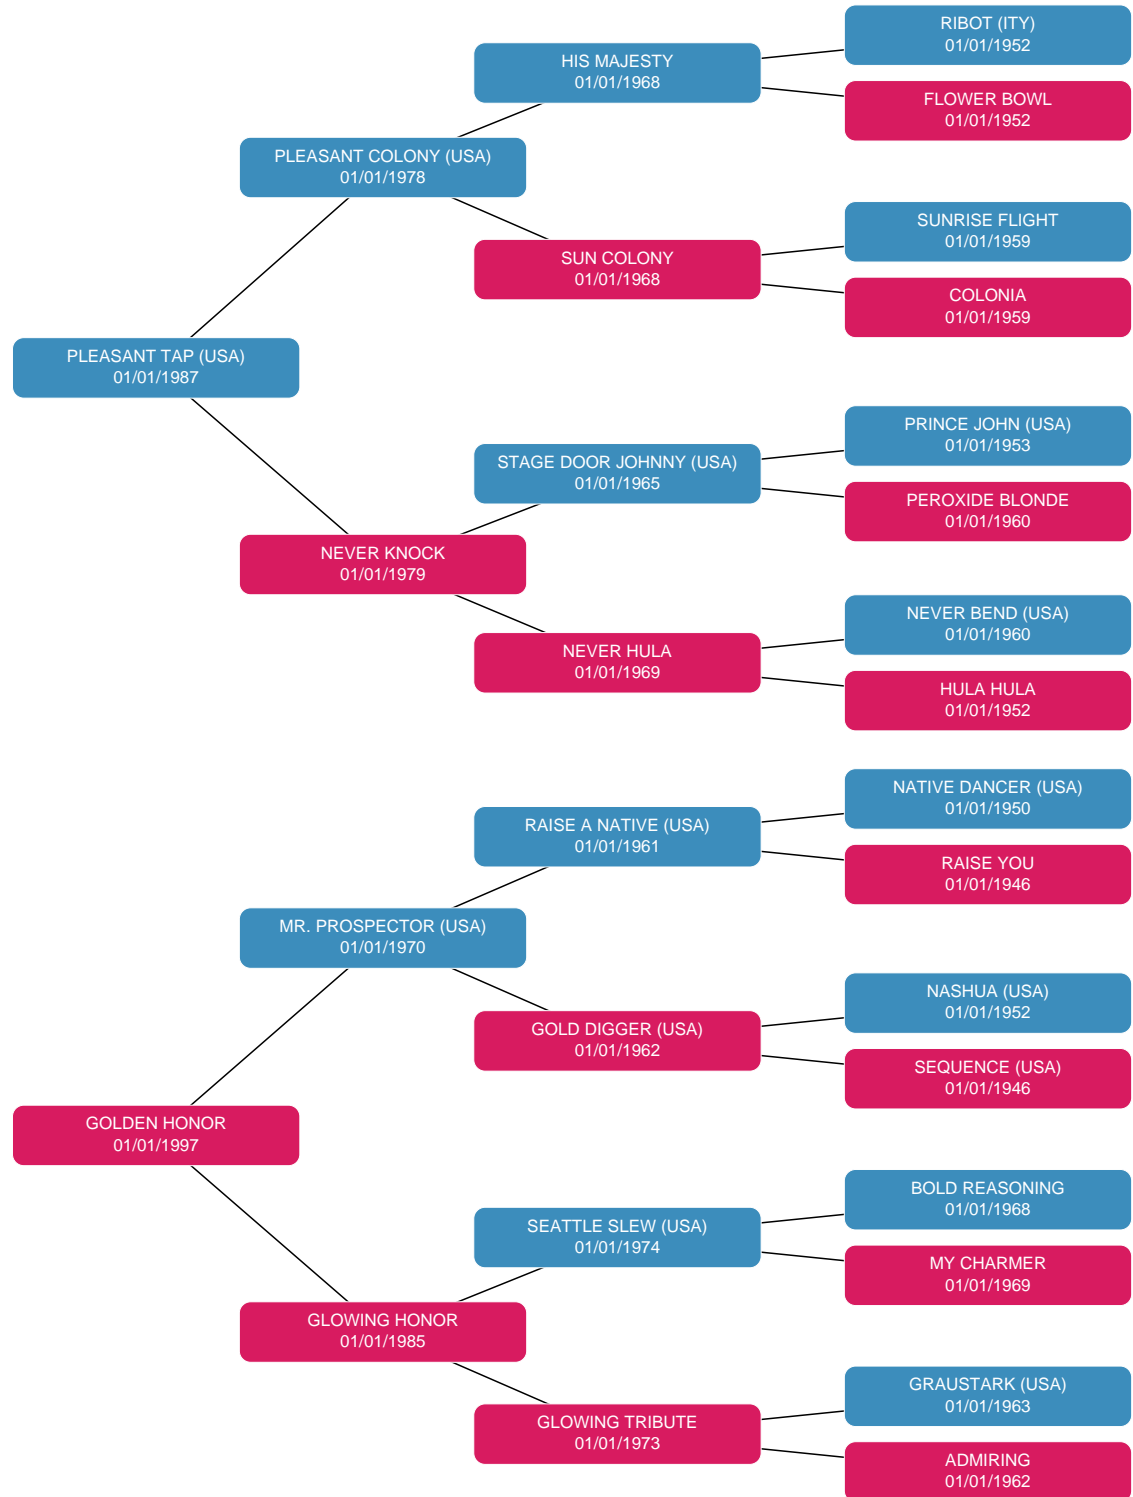 RIBOT (ITY)
01/01/1952
HIS MAJESTY
01/01/1968
FLOWER BOWL
01/01/1952
PLEASANT COLONY (USA)
01/01/1978
SUNRISE FLIGHT
01/01/1959
SUN COLONY
01/01/1968
COLONIA
01/01/1959
PLEASANT TAP (USA)
01/01/1987
PRINCE JOHN (USA)
01/01/1953
STAGE DOOR JOHNNY (USA)
01/01/1965
PEROXIDE BLONDE
01/01/1960
NEVER KNOCK
01/01/1979
NEVER BEND (USA)
01/01/1960
NEVER HULA
01/01/1969
HULA HULA
01/01/1952
NATIVE DANCER (USA)
01/01/1950
RAISE A NATIVE (USA)
01/01/1961
RAISE YOU
01/01/1946
MR. PROSPECTOR (USA)
01/01/1970
NASHUA (USA)
01/01/1952
GOLD DIGGER (USA)
01/01/1962
SEQUENCE (USA)
01/01/1946
GOLDEN HONOR
01/01/1997
BOLD REASONING
01/01/1968
SEATTLE SLEW (USA)
01/01/1974
MY CHARMER
01/01/1969
GLOWING HONOR
01/01/1985
GRAUSTARK (USA)
01/01/1963
GLOWING TRIBUTE
01/01/1973
ADMIRING
01/01/1962